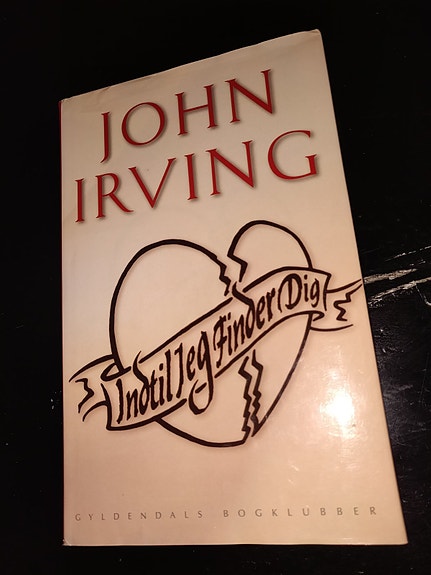 JOHN
IRVING
Indtil Jeg Finder Dig
GYLDENDALS BOGKLUBBER